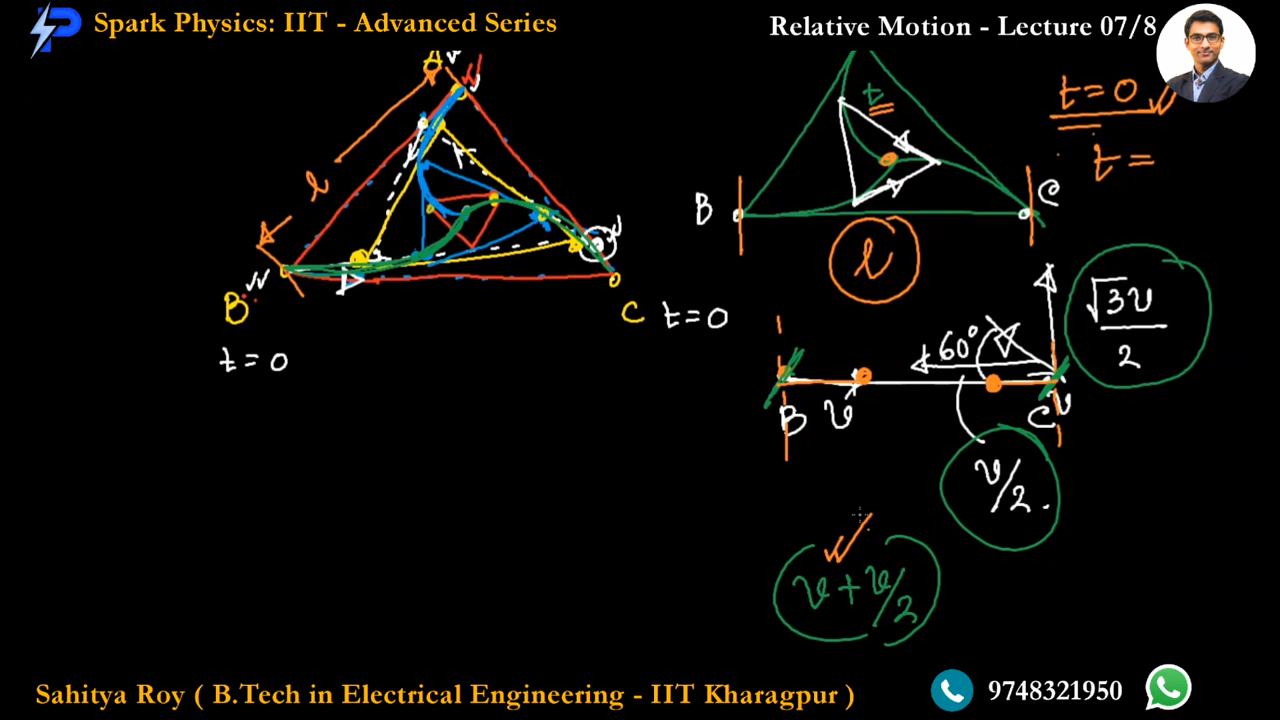 Spark Physics: IIT - Advanced Series
Relative Motion - Lecture 07/8
A
l
B
C
t = 0
t = 0
t
B
C
l
t = 0
t =
60°
√3v/2
B
v
C
v
v/2
v + v/2
Sahitya Roy ( B.Tech in Electrical Engineering - IIT Kharagpur )
9748321950